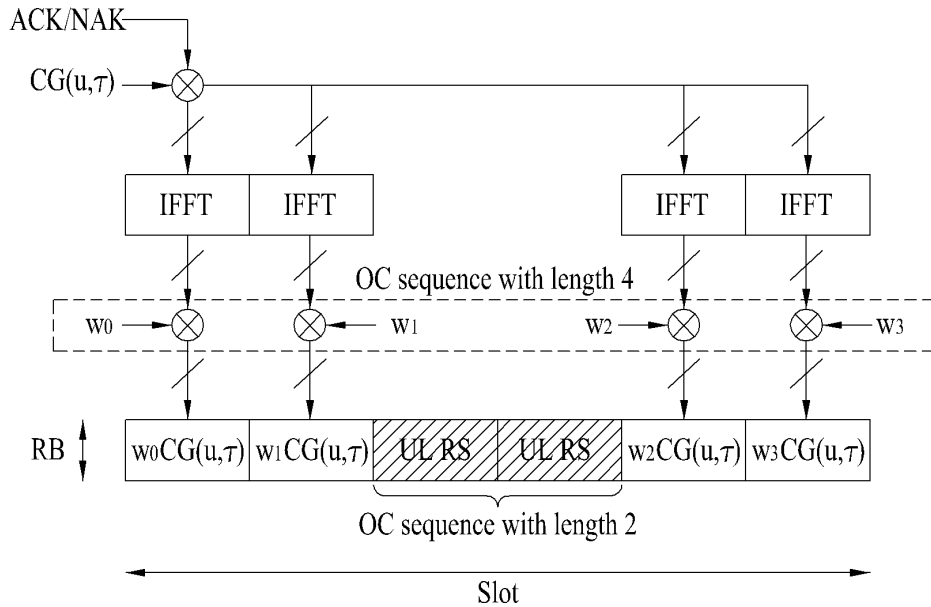 ACK/NAK
CG(u,τ)
IFFT IFFT IFFT IFFT
OC sequence with length 4
w0 w1 w2 w3
RB w0CG(u,τ) w1CG(u,τ) UL RS UL RS w2CG(u,τ) w3CG(u,τ)
OC sequence with length 2
Slot